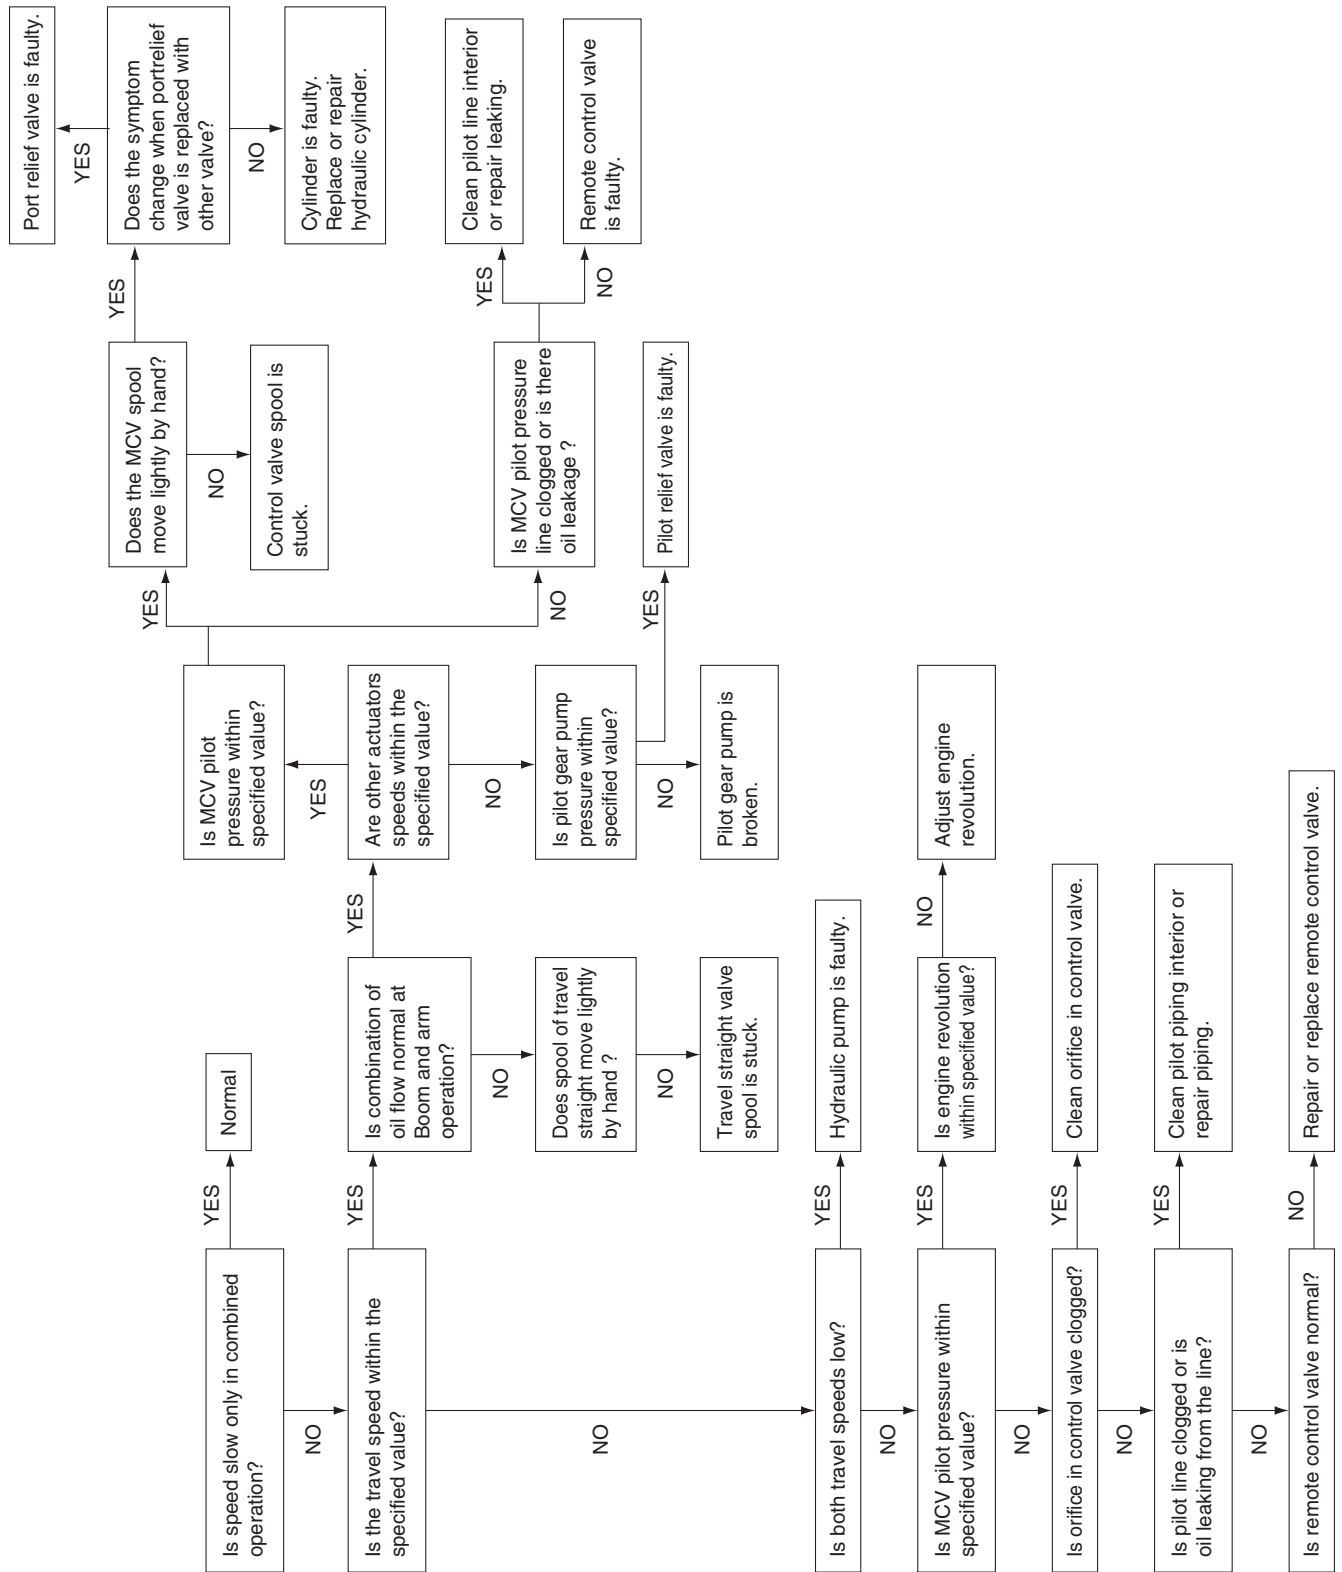 Is speed slow only in combined
operation?
YES
Normal
NO
Is the travel speed within the
specified value?
YES
Is combination of
oil flow normal at
Boom and arm
operation?
YES
Are other actuators
speeds within the
specified value?
YES
Is MCV pilot
pressure within
specified value?
YES
Does the MCV spool
move lightly by hand?
YES
Does the symptom
change when portrelief
valve is replaced with
other valve?
YES
Port relief valve is faulty.
NO
Cylinder is faulty.
Replace or repair
hydraulic cylinder.
NO
Control valve spool is
stuck.
NO
Is MCV pilot pressure
line clogged or is there
oil leakage ?
YES
Clean pilot line interior
or repair leaking.
NO
Remote control valve
is faulty.
NO
Is pilot gear pump
pressure within
specified value?
YES
Pilot relief valve is faulty.
NO
Pilot gear pump is
broken.
NO
Does spool of travel
straight move lightly
by hand ?
NO
Travel straight valve
spool is stuck.
NO
Is both travel speeds low?
YES
Hydraulic pump is faulty.
NO
Is MCV pilot pressure within
specified value?
YES
Is engine revolution
within specified value?
NO
Adjust engine
revolution.
NO
Is orifice in control valve clogged?
YES
Clean orifice in control valve.
NO
Is pilot line clogged or is
oil leaking from the line?
YES
Clean pilot piping interior or
repair piping.
NO
Is remote control valve normal?
NO
Repair or replace remote control valve.